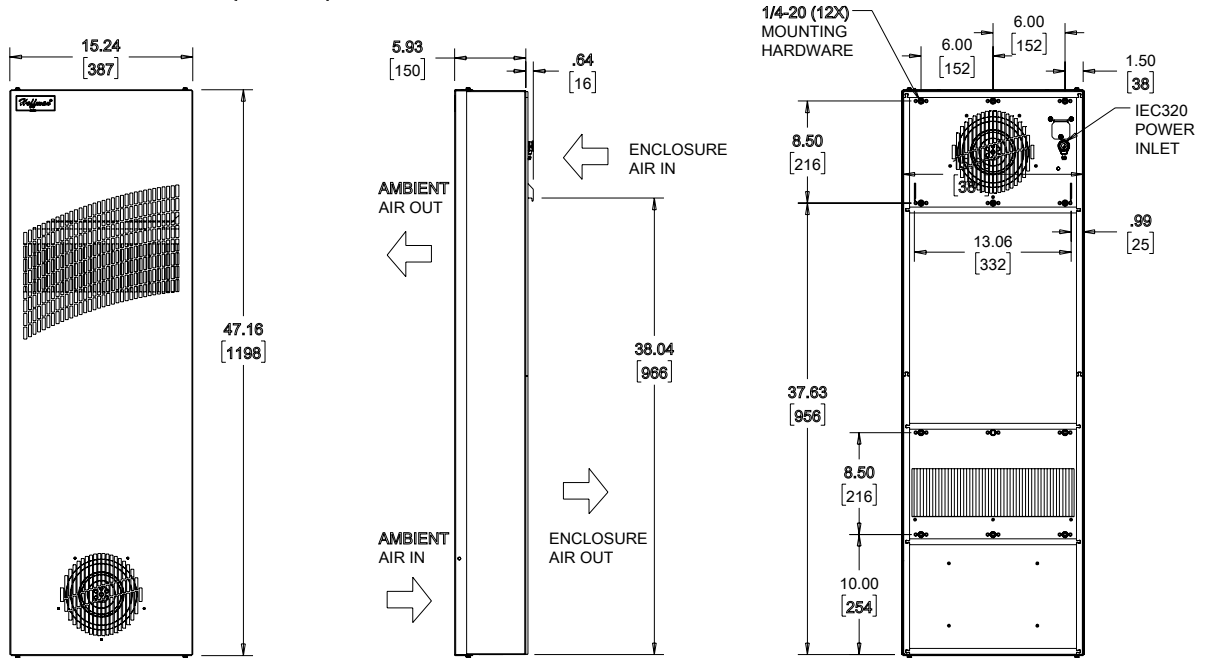 15.24
[387]
Hoffman
47.16
[1198]
5.93
[150]
.64
[16]
ENCLOSURE
AIR IN
AMBIENT
AIR OUT
38.04
[966]
ENCLOSURE
AIR OUT
AMBIENT
AIR IN
1/4-20 (12X)
MOUNTING
HARDWARE
6.00
[152]
6.00
[152]
1.50
[38]
IEC320
POWER
INLET
8.50
[216]
.99
[25]
13.06
[332]
37.63
[956]
8.50
[216]
10.00
[254]